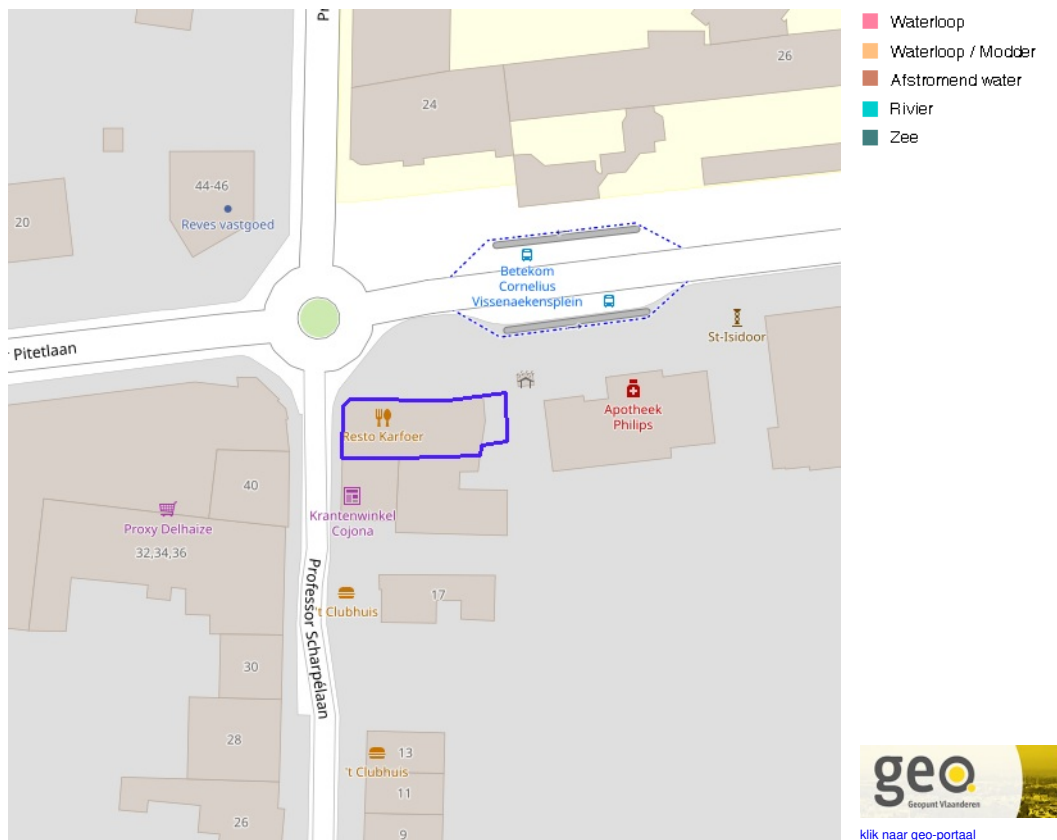 Waterloop
Waterloop / Modder
Afstromend water
Rivier
Zee
26
24
44-46
Reves vastgoed
20
Betekom
Cornelius
Vissenaekensplein
St-Isidoor
Pitetlaan
Apotheek
Philips
Resto Karfoer
40
Krantenwinkel
Cojona
Proxy Delhaize
32,34,36
Professor Scharpélaan
't Clubhuis
17
30
28
't Clubhuis
13
11
26
9
geo.
Geopunt Vlaanderen
klik naar geo-portaal